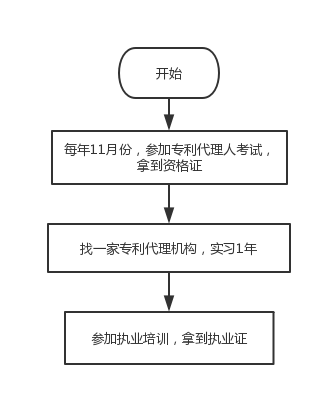 开始
每年11月份，参加专利代理人考试，
拿到资格证
找一家专利代理机构，实习1年
参加执业培训，拿到执业证